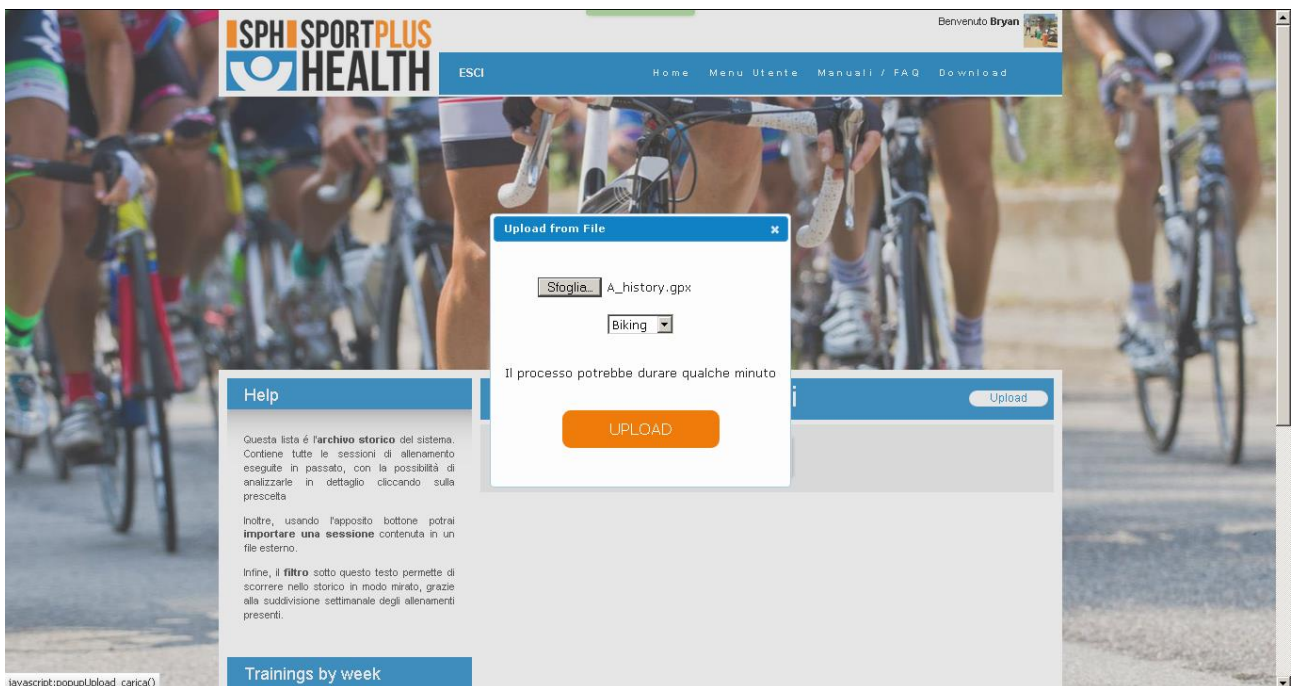 SPH SPORTPLUS
HEALTH
Benvenuto Bryan
ESCI
Home Menu Utente Manuali / FAQ Download
Upload from File
Sfoglia... A_history.gpx
Biking
Il processo potrebbe durare qualche minuto
UPLOAD
i
Upload
Help
Questa lista é l'archivo storico del sistema.
Contiene tutte le sessioni di allenamento
eseguite in passato, con la possibilità di
analizzarle in dettaglio cliccando sulla
prescelta
Inoltre, usando l'apposito bottone potrai
importare una sessione contenuta in un
file esterno.
Infine, il filtro sotto questo testo permette di
scorrere nello storico in modo mirato, grazie
alla suddivisione settimanale degli allenamenti
presenti.
Trainings by week
javascript:popupUpload_carica()